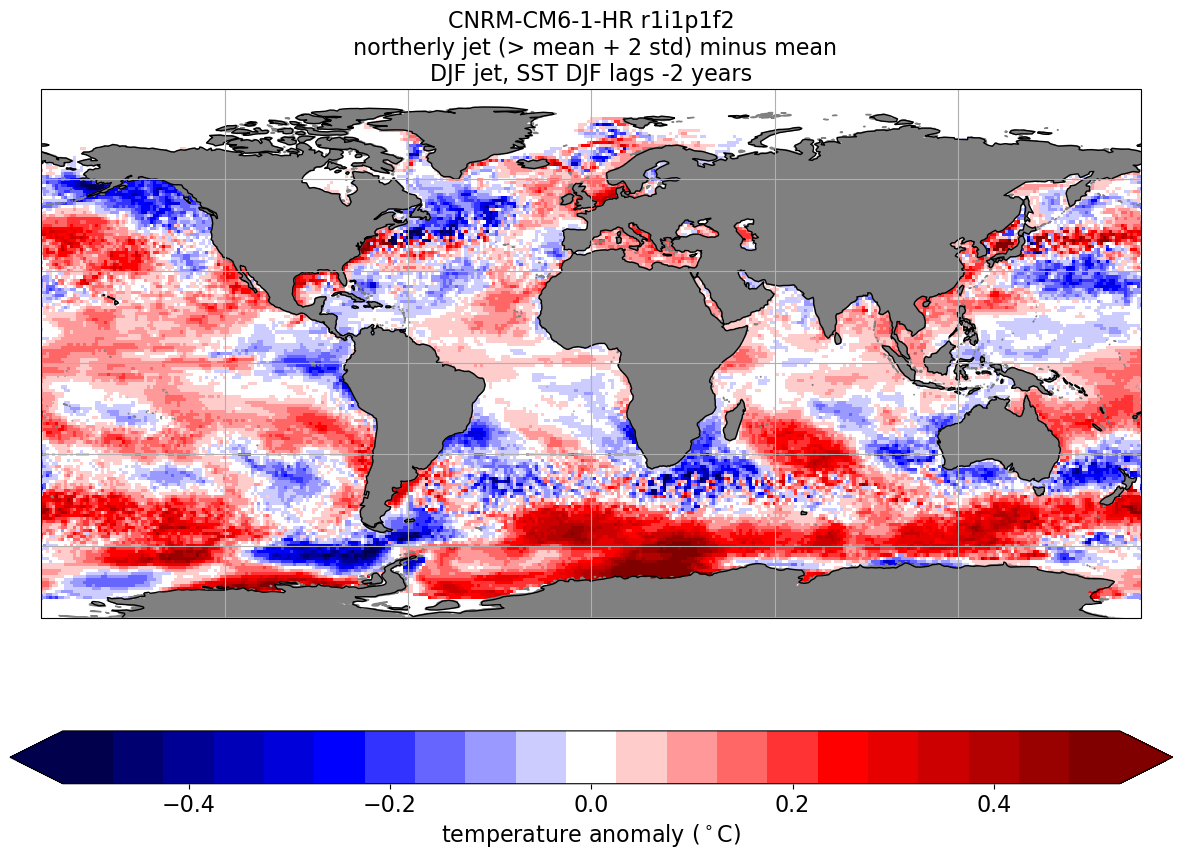 CNRM-CM6-1-HR r1i1p1f2
northerly jet (> mean + 2 std) minus mean
DJF jet, SST DJF lags -2 years
−0.4 −0.2 0.0 0.2 0.4
temperature anomaly (°C)